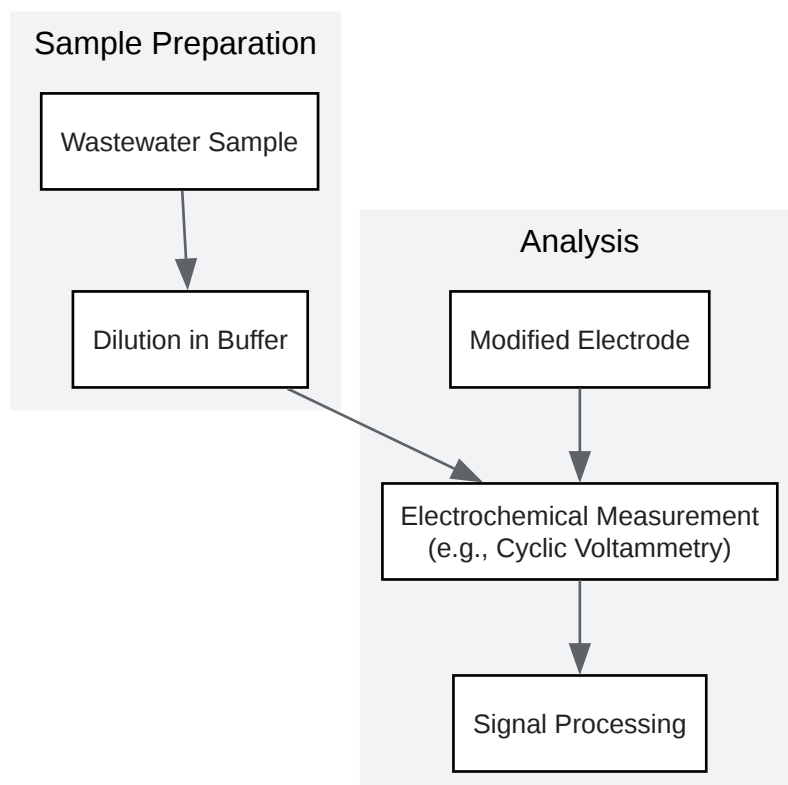 Sample Preparation
Wastewater Sample
Dilution in Buffer
Analysis
Modified Electrode
Electrochemical Measurement
(e.g., Cyclic Voltammetry)
Signal Processing